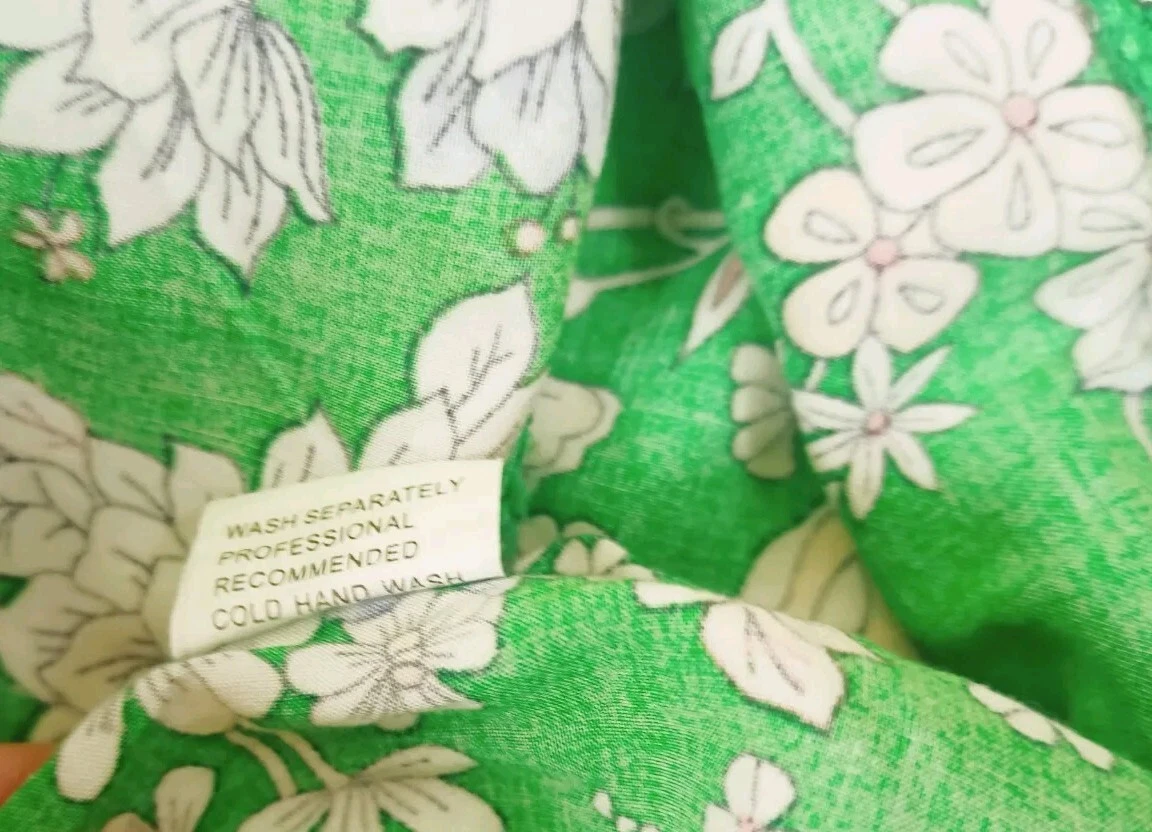 WASH SEPARATELY
PROFESSIONAL
RECOMMENDED
COLD HAND WASH